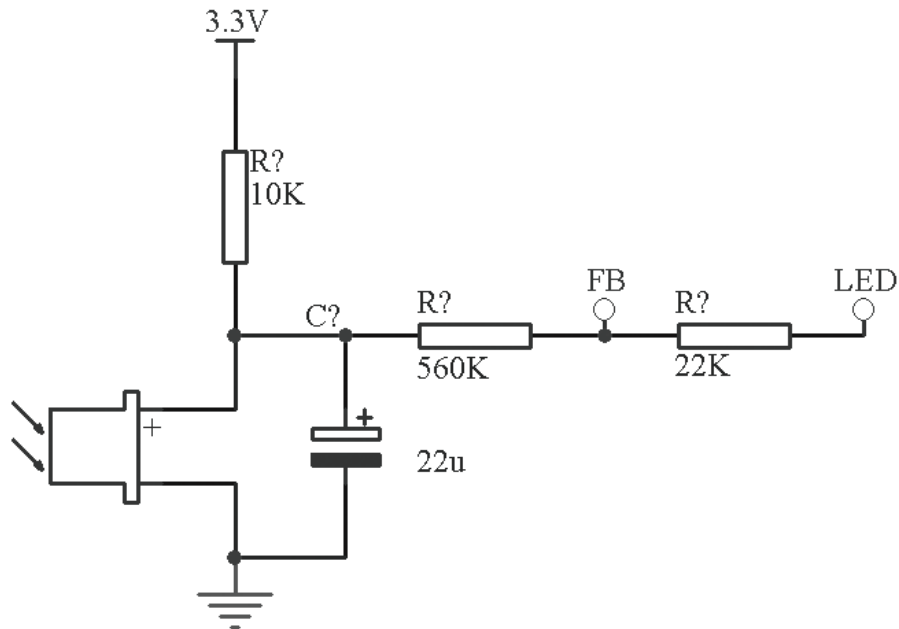 3.3V
R?
10K
FB
LED
C?
R?
R?
560K
22K
+
+
22u